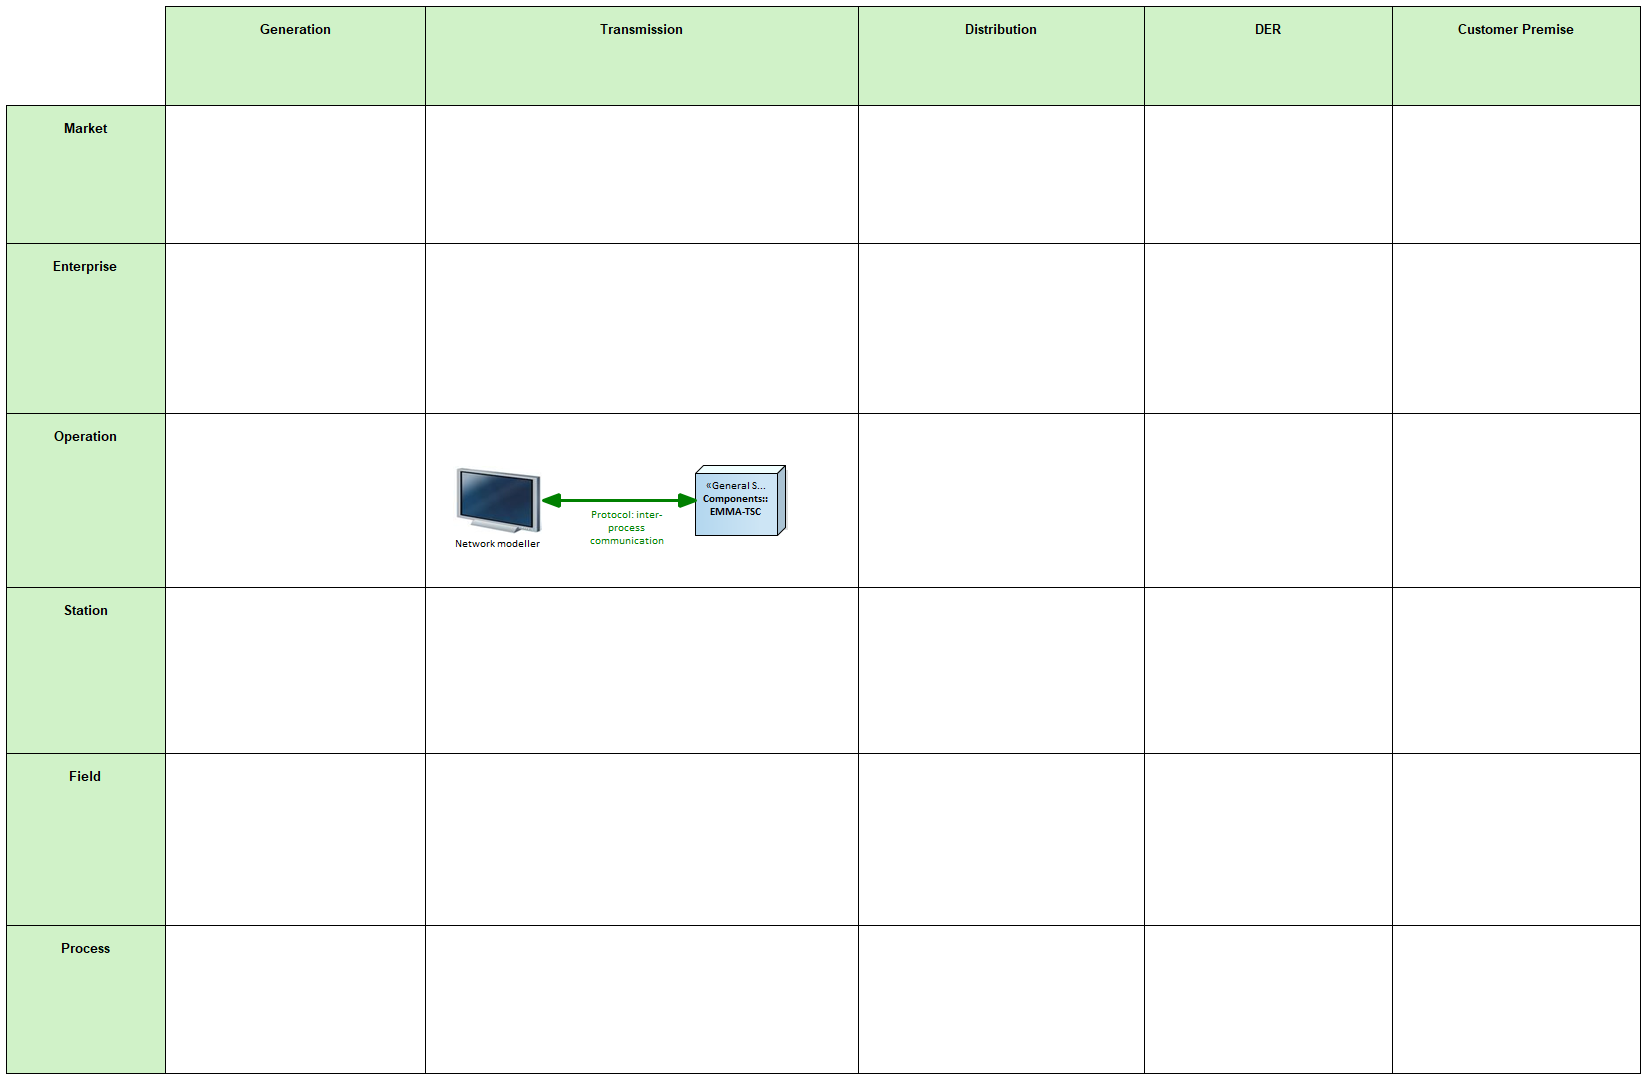 Generation
Transmission
Distribution
DER
Customer Premise
Market
Enterprise
Operation
Network modeller
Protocol: inter-
process
communication
«General S...
Components::
EMMA-TSC
Station
Field
Process